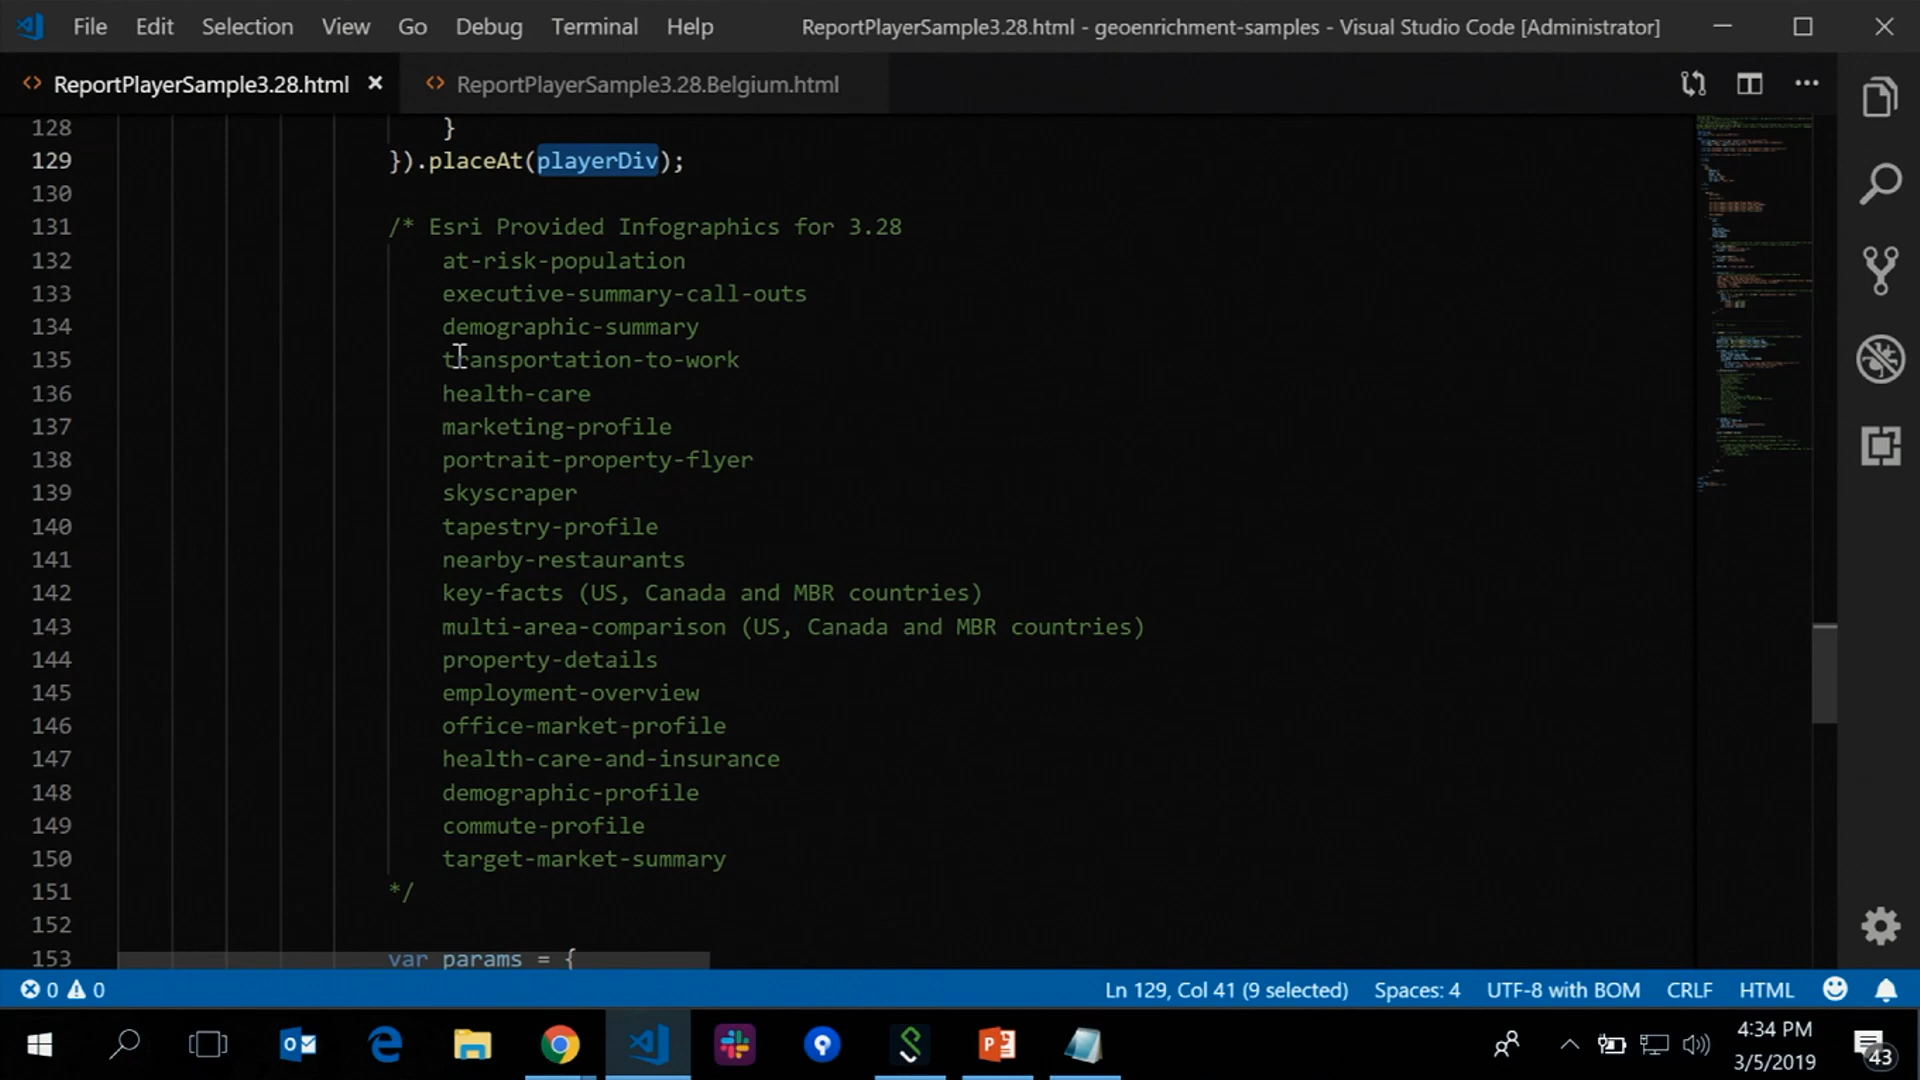 File Edit Selection View Go Debug Terminal Help ReportPlayerSample3.28.html - geoenrichment-samples - Visual Studio Code [Administrator]
ReportPlayerSample3.28.html ReportPlayerSample3.28.Belgium.html
128 }
129 }).placeAt(playerDiv);
130
131 /* Esri Provided Infographics for 3.28
132 at-risk-population
133 executive-summary-call-outs
134 demographic-summary
135 transportation-to-work
136 health-care
137 marketing-profile
138 portrait-property-flyer
139 skyscraper
140 tapestry-profile
141 nearby-restaurants
142 key-facts (US, Canada and MBR countries)
143 multi-area-comparison (US, Canada and MBR countries)
144 property-details
145 employment-overview
146 office-market-profile
147 health-care-and-insurance
148 demographic-profile
149 commute-profile
150 target-market-summary
151 */
152
153 var params = {
0 0 Ln 129, Col 41 (9 selected) Spaces: 4 UTF-8 with BOM CRLF HTML
4:34 PM
3/5/2019
43